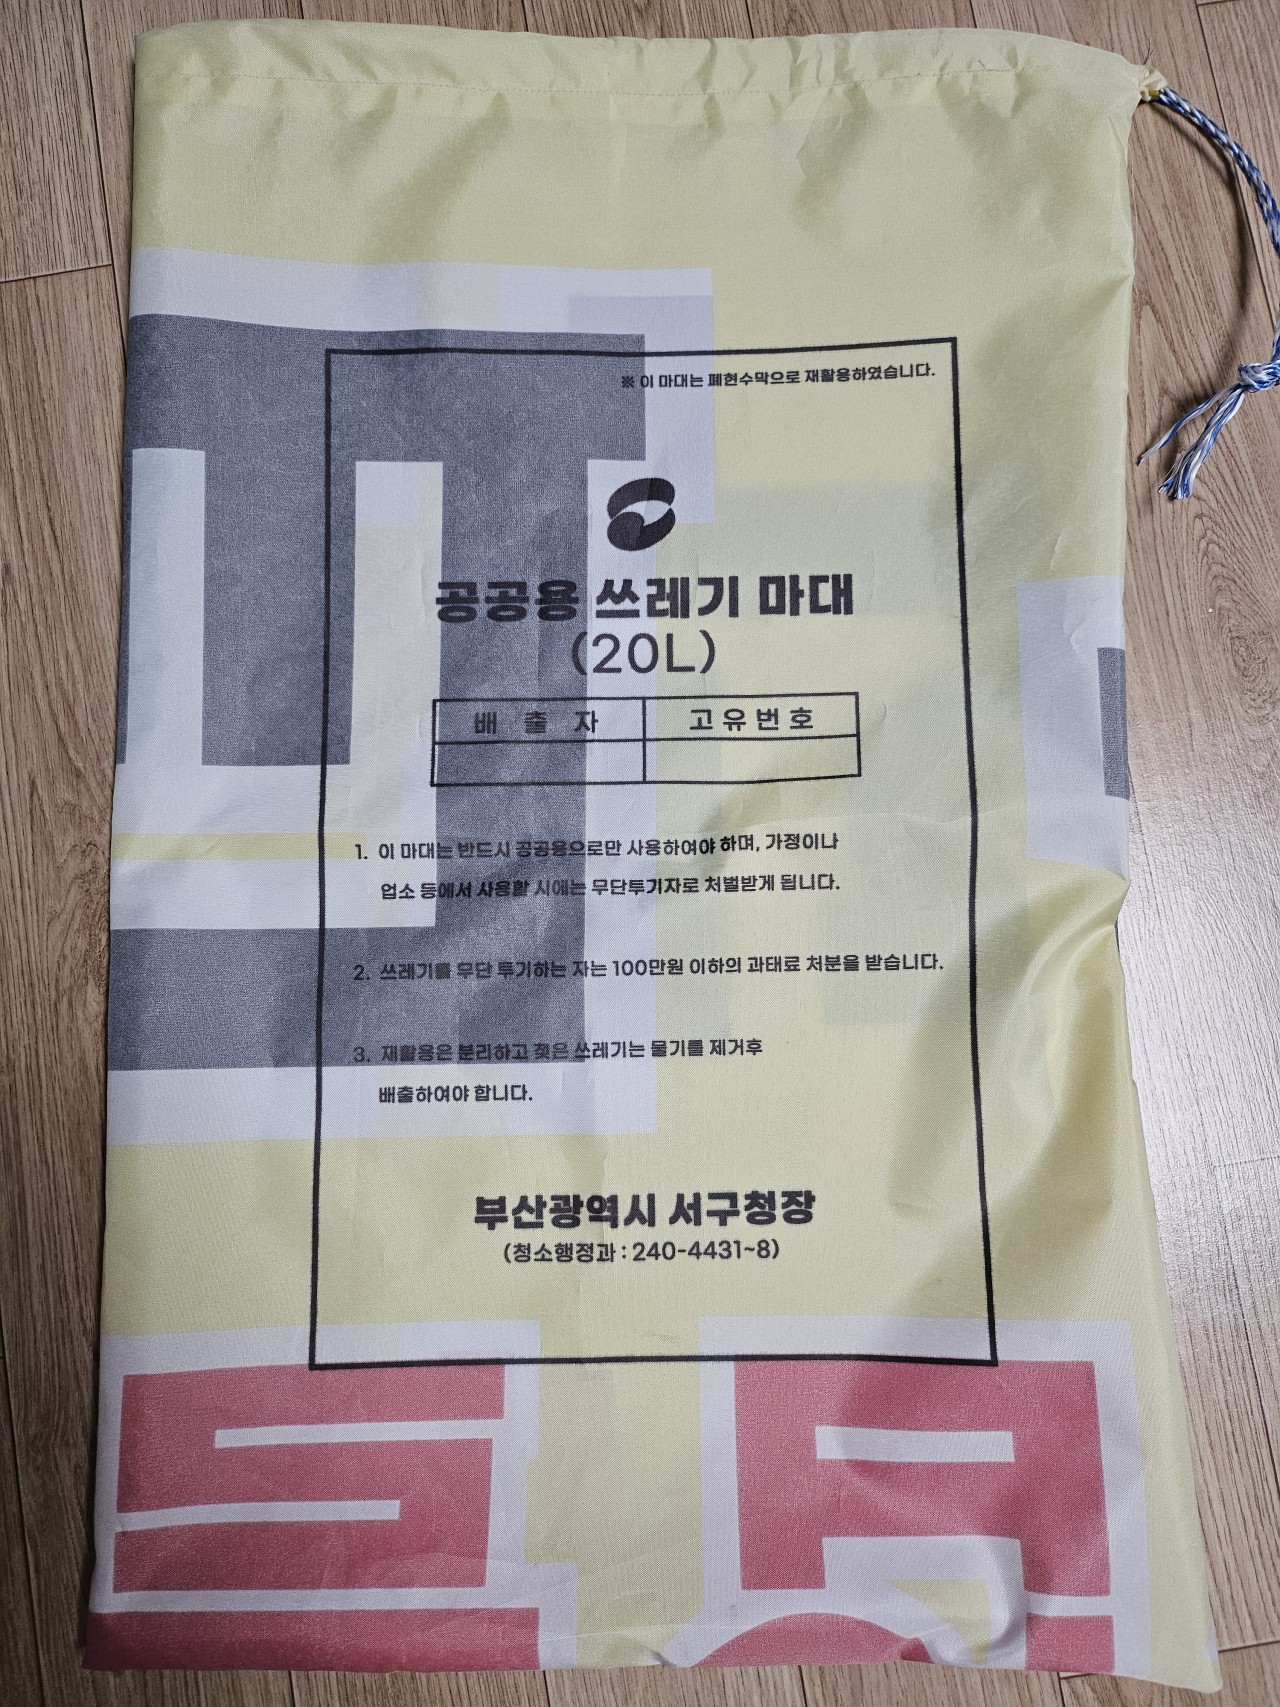 ※ 이 마대는 폐현수막으로 재활용하였습니다.
공공용 쓰레기 마대
(20L)
배 출 자 고유번호
1. 이 마대는 반드시 공공용으로만 사용하여야 하며, 가정이나
업소 등에서 사용할 시에는 무단투기자로 처벌받게 됩니다.
2. 쓰레기를 무단 투기하는 자는 100만원 이하의 과태료 처분을 받습니다.
3. 재활용은 분리하고 젖은 쓰레기는 물기를 제거후
배출하여야 합니다.
부산광역시 서구청장
(청소행정과 : 240-4431~8)